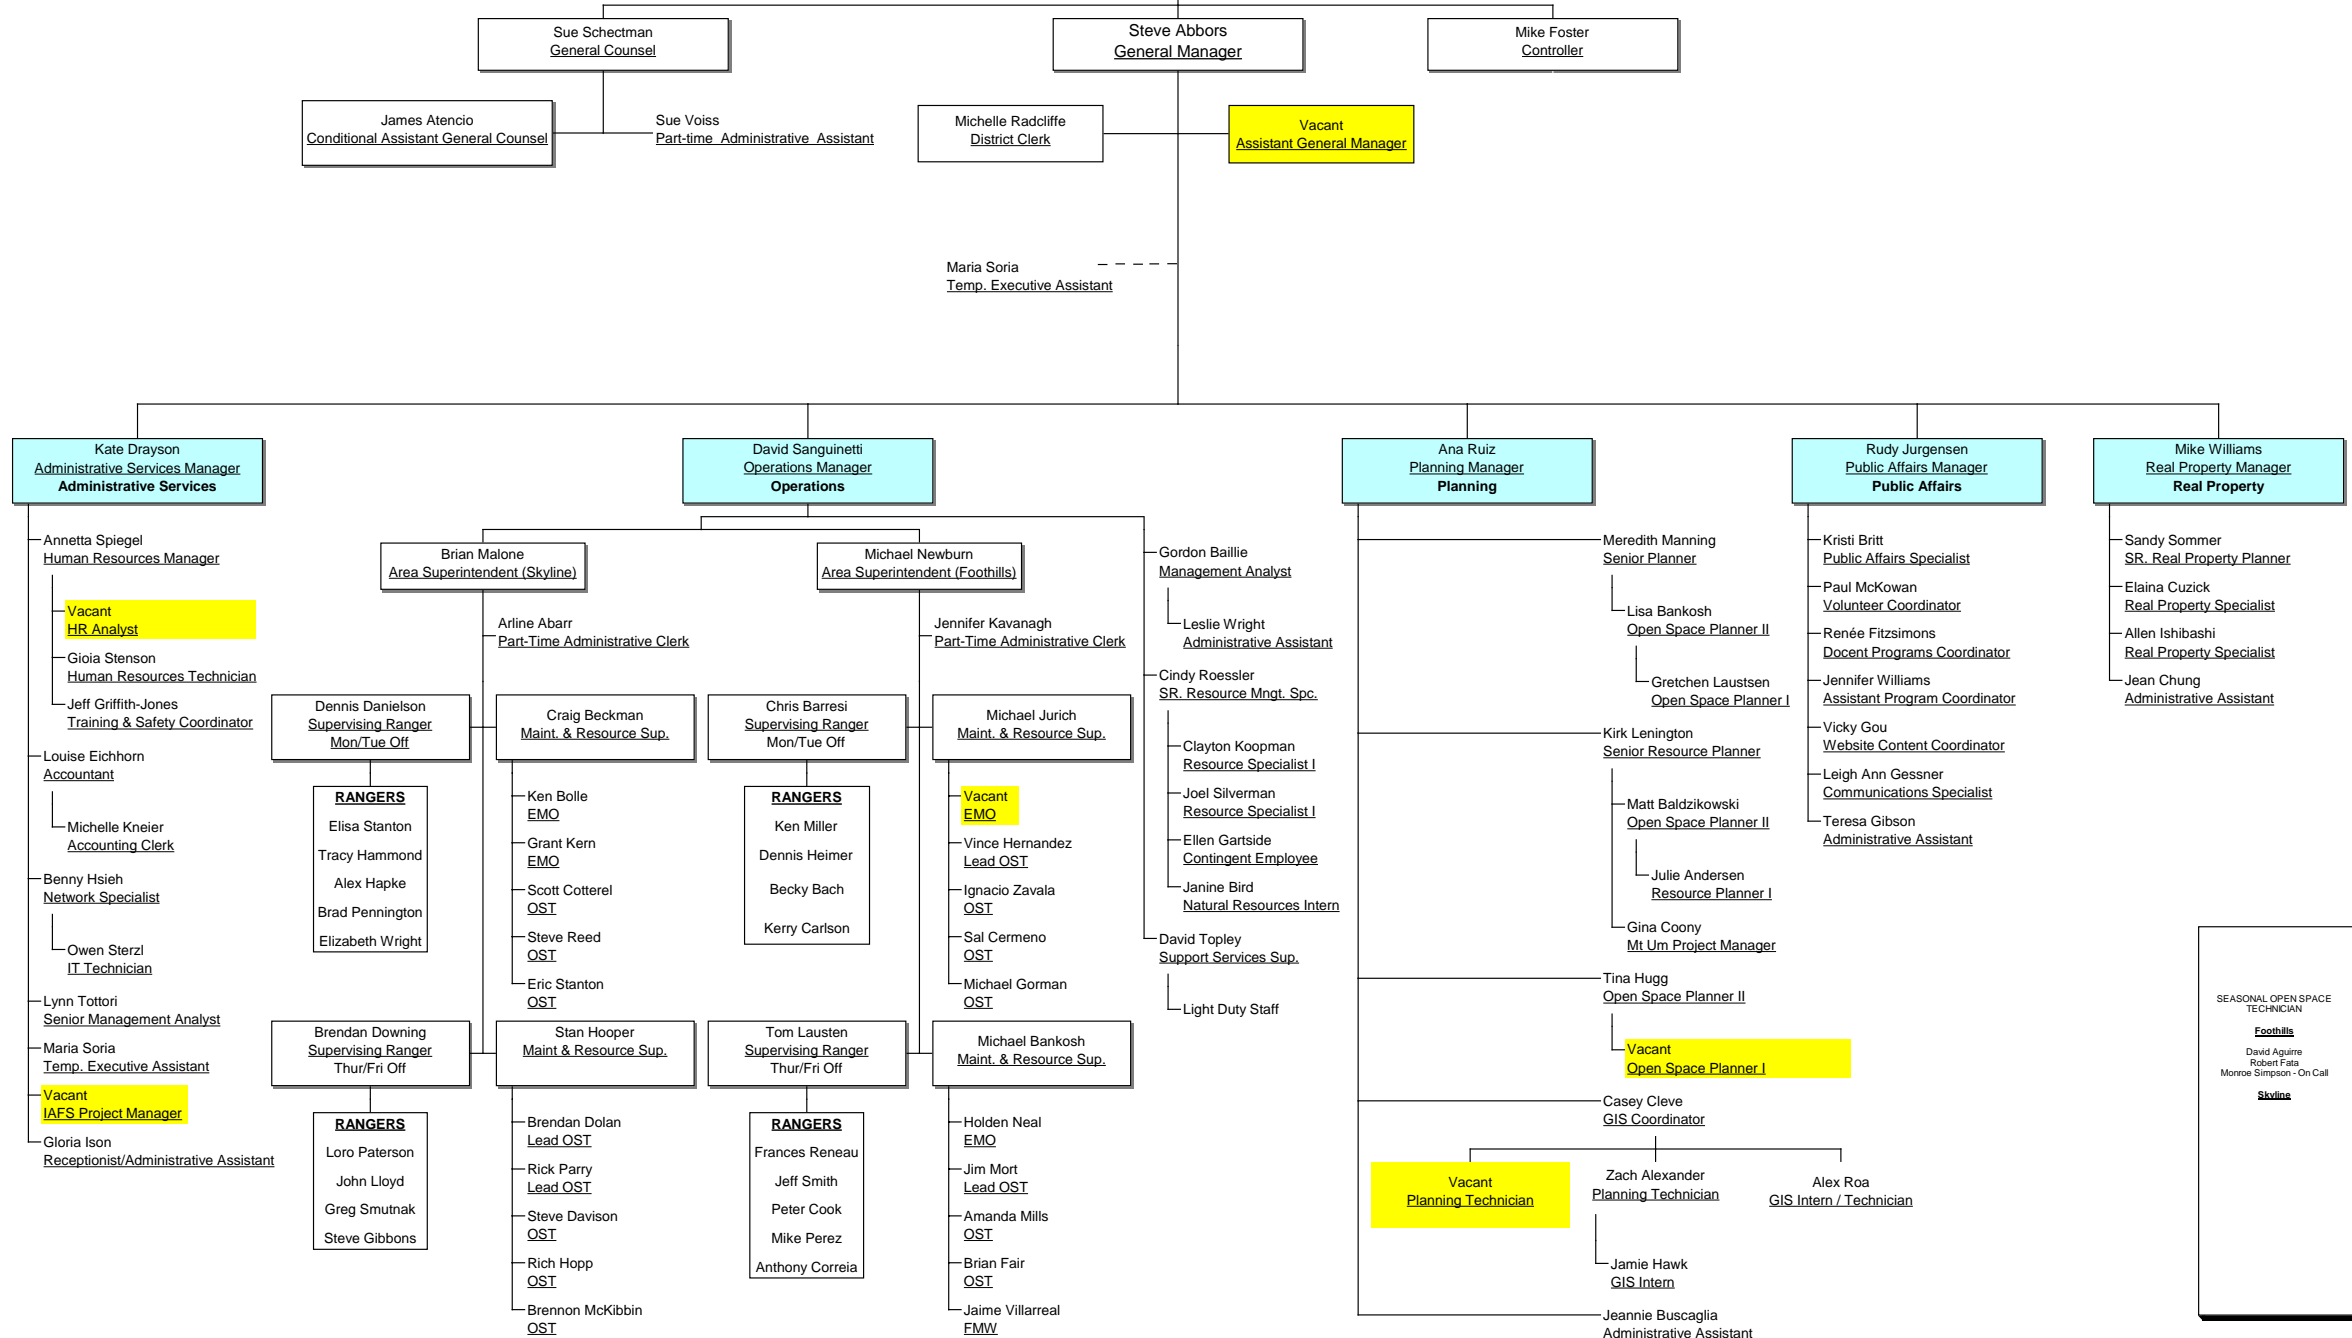 Sue Schectman
General Counsel
Steve Abbors
General Manager
Mike Foster
Controller
James Atencio
Conditional Assistant General Counsel
Sue Voiss
Part-time Administrative Assistant
Michelle Radcliffe
District Clerk
Vacant
Assistant General Manager
Maria Soria
Temp. Executive Assistant
Kate Drayson
Administrative Services Manager
Administrative Services
Annetta Spiegel
Human Resources Manager
Vacant
HR Analyst
Gioia Stenson
Human Resources Technician
Jeff Griffith-Jones
Training & Safety Coordinator
Louise Eichhorn
Accountant
Michelle Kneier
Accounting Clerk
Benny Hsieh
Network Specialist
Owen Sterzl
IT Technician
Lynn Tottori
Senior Management Analyst
Maria Soria
Temp. Executive Assistant
Vacant
IAFS Project Manager
Gloria Ison
Receptionist/Administrative Assistant
David Sanguinetti
Operations Manager
Operations
Brian Malone
Area Superintendent (Skyline)
Arline Abarr
Part-Time Administrative Clerk
Dennis Danielson
Supervising Ranger
Mon/Tue Off
RANGERS
Elisa Stanton
Tracy Hammond
Alex Hapke
Brad Pennington
Elizabeth Wright
Craig Beckman
Maint. & Resource Sup.
Ken Bolle
EMO
Grant Kern
EMO
Scott Cotterel
OST
Steve Reed
OST
Eric Stanton
OST
Brendan Downing
Supervising Ranger
Thur/Fri Off
RANGERS
Loro Paterson
John Lloyd
Greg Smutnak
Steve Gibbons
Stan Hooper
Maint & Resource Sup.
Brendan Dolan
Lead OST
Rick Parry
Lead OST
Steve Davison
OST
Rich Hopp
OST
Brennon McKibbin
OST
Michael Newburn
Area Superintendent (Foothills)
Jennifer Kavanagh
Part-Time Administrative Clerk
Chris Barresi
Supervising Ranger
Mon/Tue Off
RANGERS
Ken Miller
Dennis Heimer
Becky Bach
Kerry Carlson
Michael Jurich
Maint. & Resource Sup.
Vacant
EMO
Vince Hernandez
Lead OST
Ignacio Zavala
OST
Sal Cermeno
OST
Michael Gorman
OST
Tom Lausten
Supervising Ranger
Thur/Fri Off
RANGERS
Frances Reneau
Jeff Smith
Peter Cook
Mike Perez
Anthony Correia
Michael Bankosh
Maint. & Resource Sup.
Holden Neal
EMO
Jim Mort
Lead OST
Amanda Mills
OST
Brian Fair
OST
Jaime Villarreal
FMW
Gordon Baillie
Management Analyst
Leslie Wright
Administrative Assistant
Cindy Roessler
SR. Resource Mngt. Spc.
Clayton Koopman
Resource Specialist I
Joel Silverman
Resource Specialist I
Ellen Gartside
Contingent Employee
Janine Bird
Natural Resources Intern
David Topley
Support Services Sup.
Light Duty Staff
Ana Ruiz
Planning Manager
Planning
Meredith Manning
Senior Planner
Lisa Bankosh
Open Space Planner II
Gretchen Laustsen
Open Space Planner I
Kirk Lenington
Senior Resource Planner
Matt Baldzikowski
Open Space Planner II
Julie Andersen
Resource Planner I
Gina Coony
Mt Um Project Manager
Tina Hugg
Open Space Planner II
Vacant
Open Space Planner I
Casey Cleve
GIS Coordinator
Vacant
Planning Technician
Zach Alexander
Planning Technician
Alex Roa
GIS Intern / Technician
Jamie Hawk
GIS Intern
Jeannie Buscaglia
Administrative Assistant
Rudy Jurgensen
Public Affairs Manager
Public Affairs
Kristi Britt
Public Affairs Specialist
Paul McKowan
Volunteer Coordinator
Renée Fitzsimons
Docent Programs Coordinator
Jennifer Williams
Assistant Program Coordinator
Vicky Gou
Website Content Coordinator
Leigh Ann Gessner
Communications Specialist
Teresa Gibson
Administrative Assistant
Mike Williams
Real Property Manager
Real Property
Sandy Sommer
SR. Real Property Planner
Elaina Cuzick
Real Property Specialist
Allen Ishibashi
Real Property Specialist
Jean Chung
Administrative Assistant
SEASONAL OPEN SPACE
TECHNICIAN
Foothills
David Aguirre
Robert Fata
Monroe Simpson - On Call
Skyline